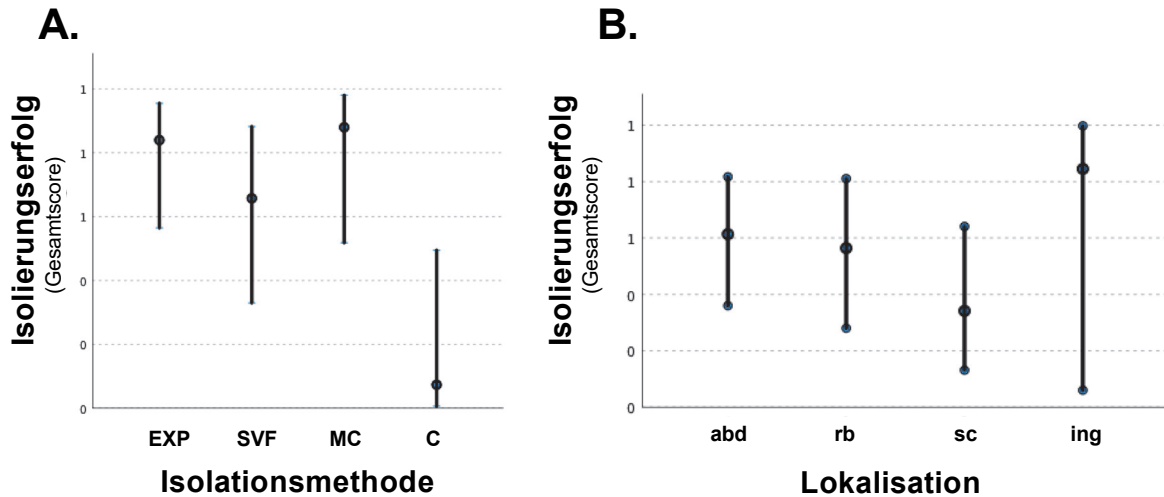 A.
Isolierungserfolg
(Gesamtscore)
1
1
1
0
0
0
EXP SVF MC C
Isolationsmethode
B.
Isolierungserfolg
(Gesamtscore)
1
1
1
0
0
0
abd rb sc ing
Lokalisation